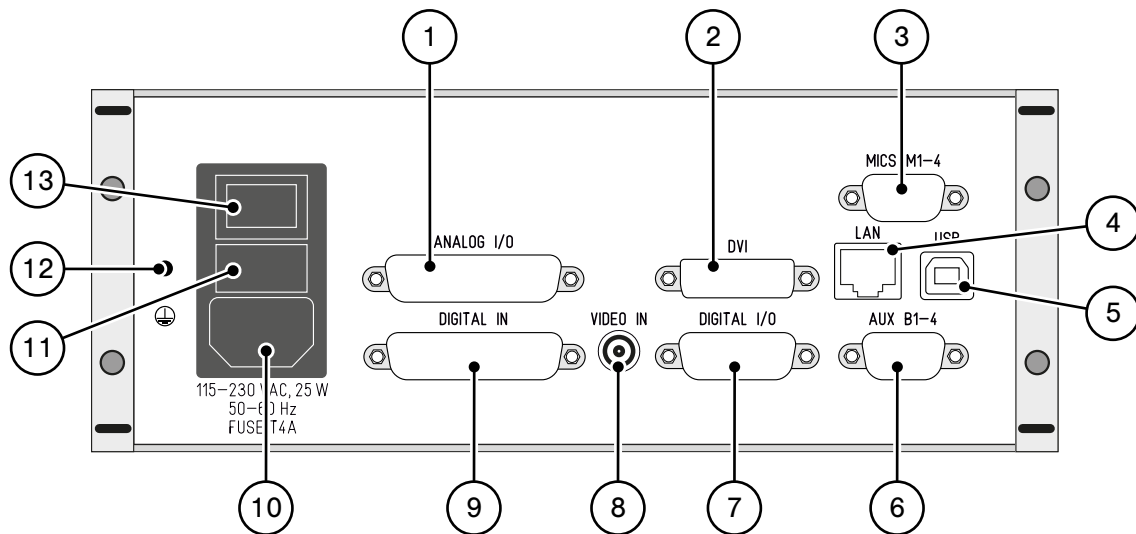 1
2
3
MICS M1-4
4
13
LAN
USB
ANALOG I/O
DVI
12
5
DIGITAL IN
VIDEO IN
DIGITAL I/O
AUX B1-4
11
115-230 VAC, 25 W
50-60 Hz
FUSE T4A
10
9
8
7
6